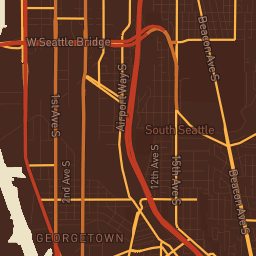 Beacon Ave S
W Seattle Bridge
Airport Way S
1st Ave S
South Seattle
2nd Ave S
12th Ave S
15th Ave S
Beacon Ave S
GEORGETOWN